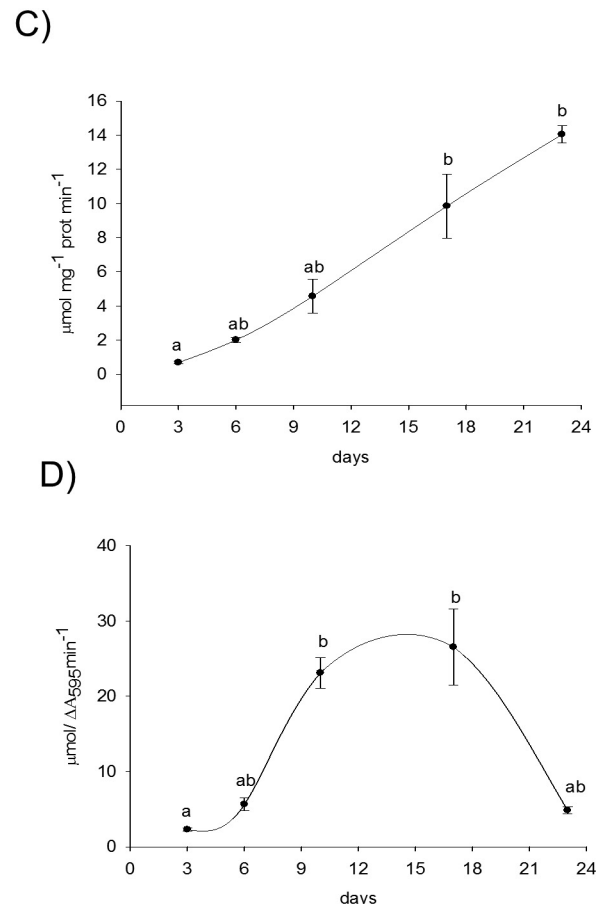 C)
16
14
12
10
8
6
4
2
0
µmol mg-1 prot min-1
a
ab
ab
b
b
0 3 6 9 12 15 18 21 24
days
D)
40
30
20
10
0
µmol/ ΔA595min-1
a
ab
b
b
ab
0 3 6 9 12 15 18 21 24
days